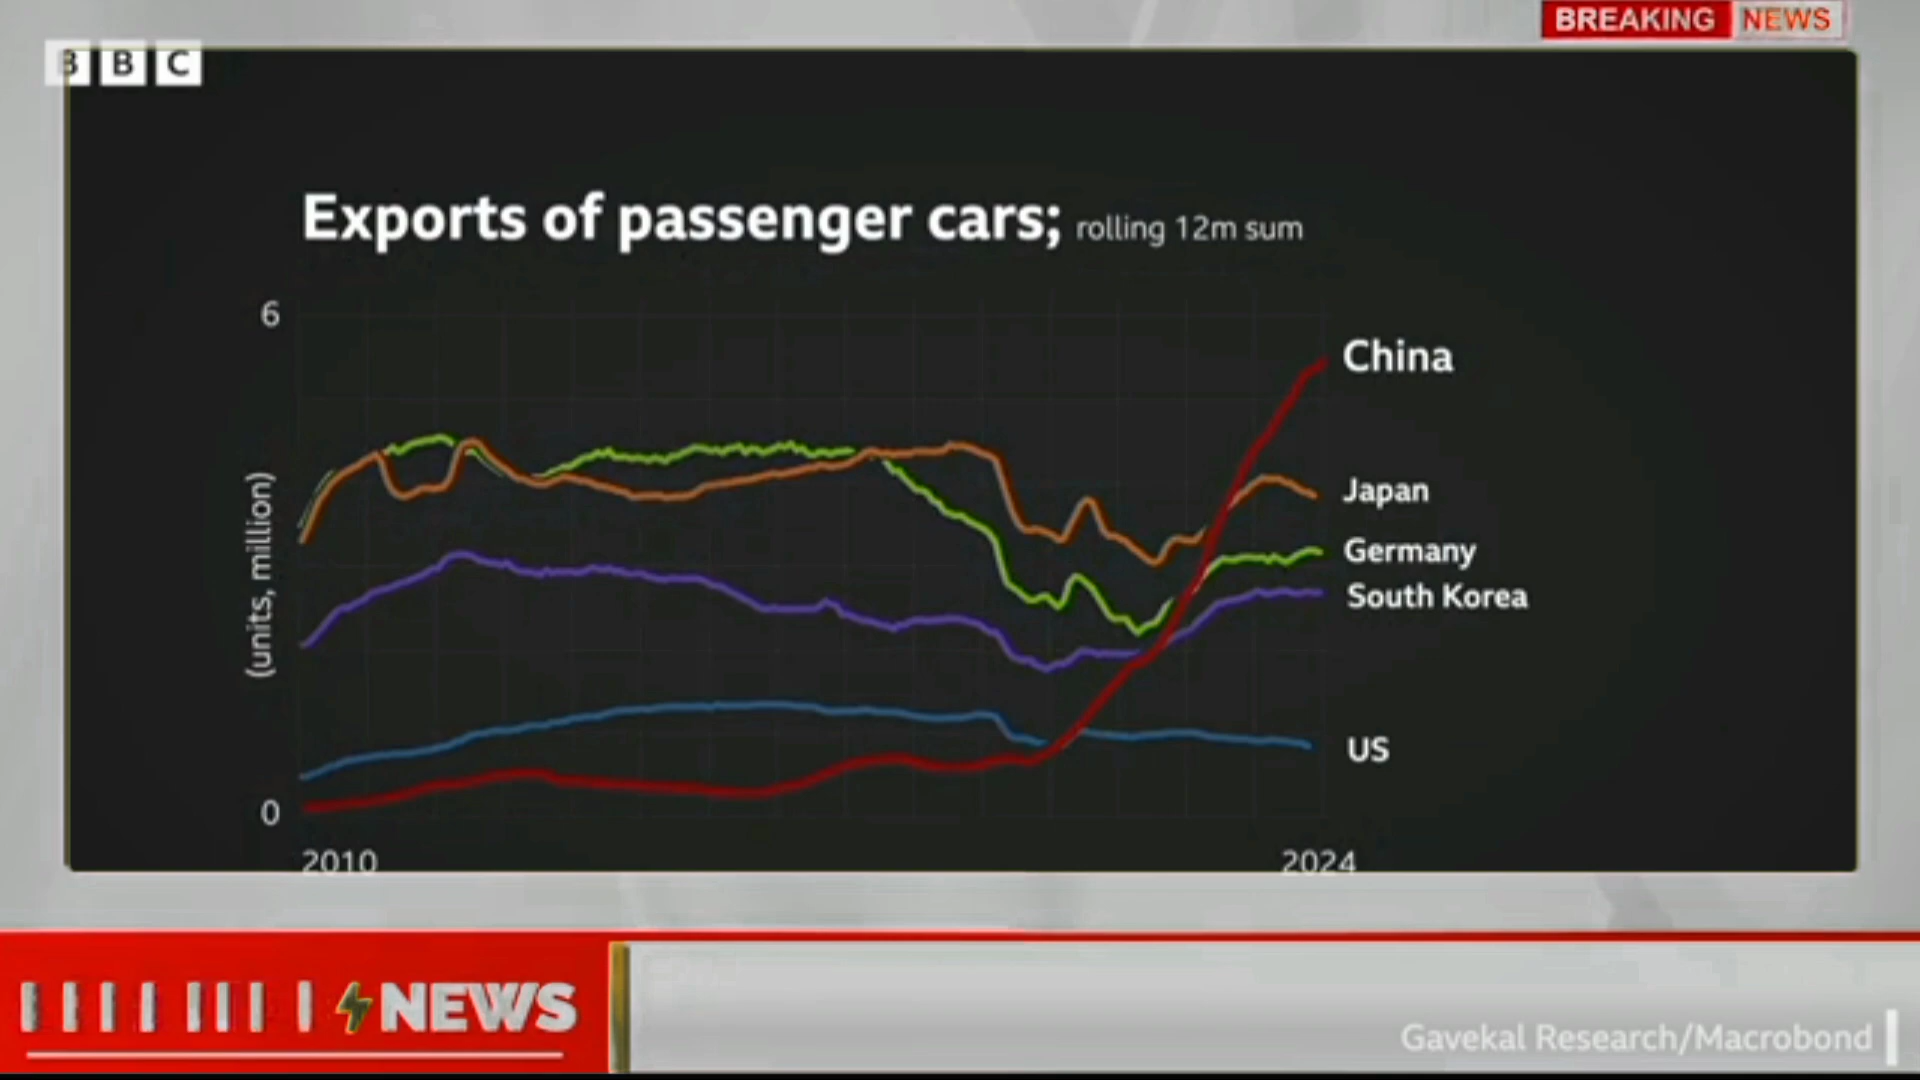 BREAKING NEWS
BBC
Exports of passenger cars; rolling 12m sum
6
China
Japan
(units, million)
Germany
South Korea
US
0
2010
2024
NEWS
Gavekal Research/Macrobond